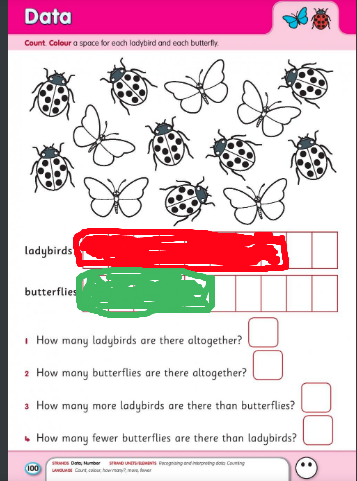 Data
Count. Colour a space for each ladybird and each butterfly.
ladybirds
butterflies
1 How many ladybirds are there altogether?
2 How many butterflies are there altogether?
3 How many more ladybirds are there than butterflies?
4 How many fewer butterflies are there than ladybirds?
100
STRANDS: Data, Number STRAND UNITS/ELEMENTS: Recognising and interpreting data; Counting
LANGUAGE: Count, colour, how many?, more, fewer